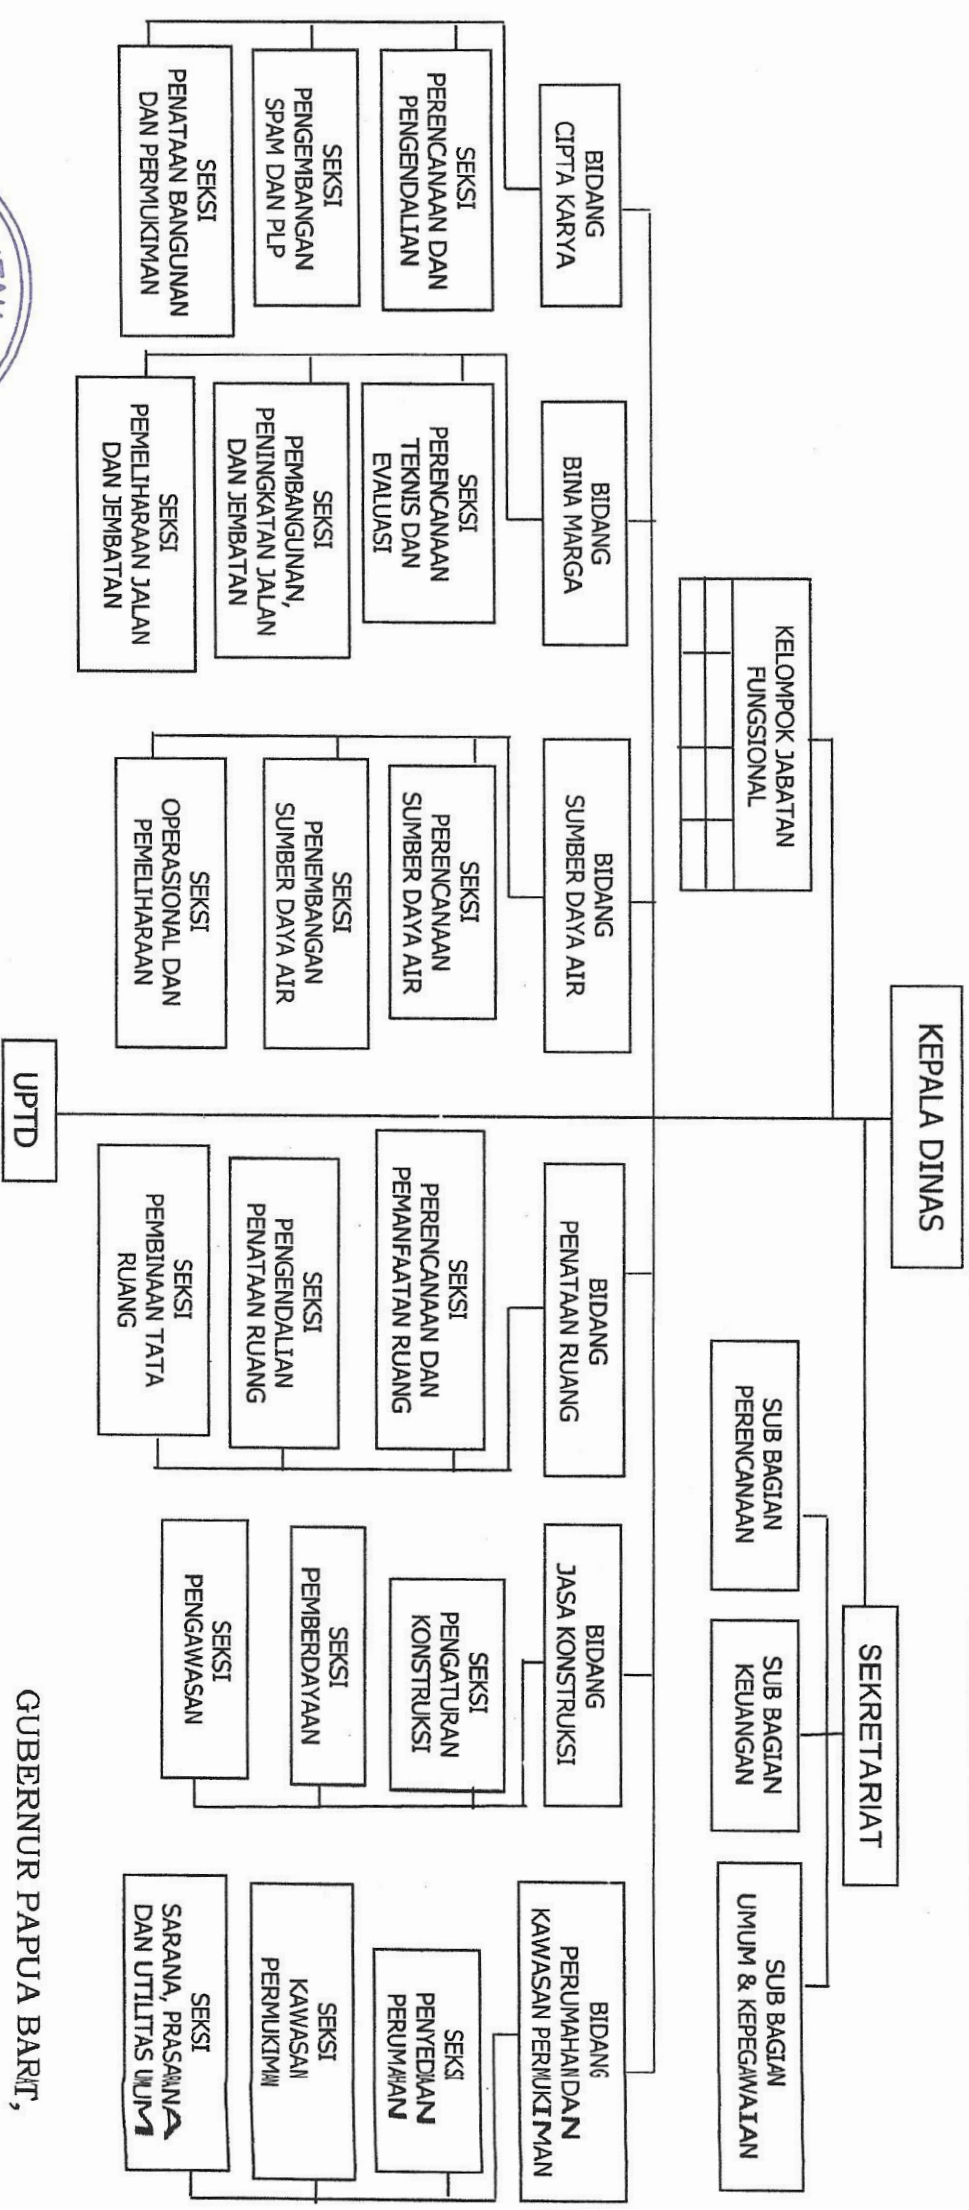 KEPALA DINAS
SEKRETARIAT
KELOMPOK JABATAN
FUNGSIONAL
SUB BAGIAN
PERENCANAAN
SUB BAGIAN
KEUANGAN
SUB BAGIAN
UMUM & KEPEGAWAIAN
BIDANG
CIPTA KARYA
BIDANG
BINA MARGA
BIDANG
SUMBER DAYA AIR
BIDANG
PENATAAN RUANG
BIDANG
JASA KONSTRUKSI
BIDANG
PERUMAHAN DAN
KAWASAN PERMUKIMAN
SEKSI
PERENCANAAN DAN
PENGENDALIAN
SEKSI
PENGEMBANGAN
SPAM DAN PLP
SEKSI
PENATAAN BANGUNAN
DAN PERMUKIMAN
SEKSI
PERENCANAAN
TEKNIS DAN
EVALUASI
SEKSI
PEMBANGUNAN,
PENINGKATAN JALAN
DAN JEMBATAN
SEKSI
PEMELIHARAAN JALAN
DAN JEMBATAN
SEKSI
PERENCANAAN
SUMBER DAYA AIR
SEKSI
PENEMBANGAN
SUMBER DAYA AIR
SEKSI
OPERASIONAL DAN
PEMELIHARAAN
SEKSI
PERENCANAAN DAN
PEMANFAATAN RUANG
SEKSI
PENGENDALIAN
PENATAAN RUANG
SEKSI
PEMBINAAN TATA
RUANG
SEKSI
PENGATURAN
KONSTRUKSI
SEKSI
PEMBERDAYAAN
SEKSI
PENGAWASAN
SEKSI
PENYEDIAAN
PERUMAHAN
SEKSI
KAWASAN
PERMUKIMAN
SEKSI
SARANA, PRASARANA
DAN UTILITAS UMUM
UPTD
GUBERNUR PAPUA BARAT,